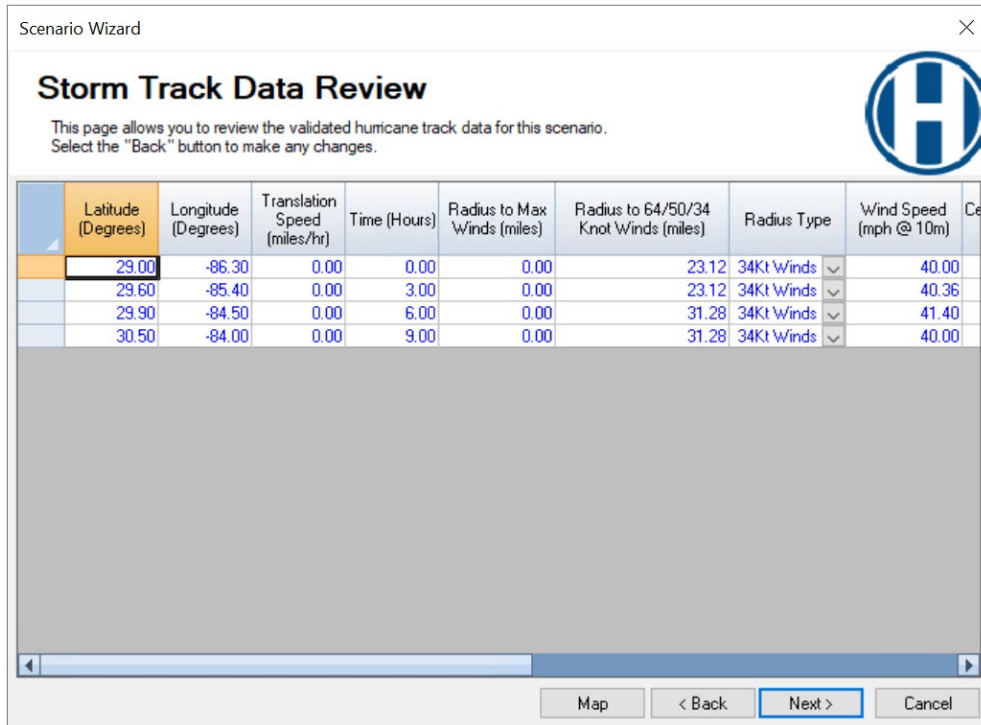 Scenario Wizard
Storm Track Data Review
This page allows you to review the validated hurricane track data for this scenario.
Select the "Back" button to make any changes.
Latitude (Degrees) Longitude (Degrees) Translation Speed (miles/hr) Time (Hours) Radius to Max Winds (miles) Radius to 64/50/34 Knot Winds (miles) Radius Type Wind Speed (mph @ 10m) Ce
29.00 -86.30 0.00 0.00 0.00 23.12 34Kt Winds 40.00
29.60 -85.40 0.00 3.00 0.00 23.12 34Kt Winds 40.36
29.90 -84.50 0.00 6.00 0.00 31.28 34Kt Winds 41.40
30.50 -84.00 0.00 9.00 0.00 31.28 34Kt Winds 40.00
Map < Back Next > Cancel